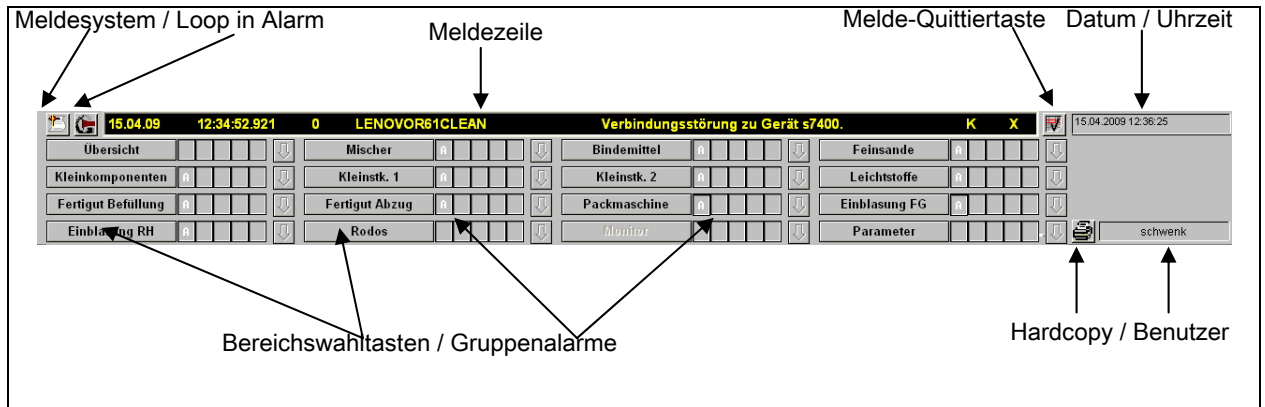 Meldesystem / Loop in Alarm
Meldezeile
Melde-Quittiertaste
Datum / Uhrzeit
15.04.09 12:34:52.921 0 LENOVOR61CLEAN Verbindungsstörung zu Gerät s7400. K X
15.04.2009 12:36:25
Übersicht Mischer A Bindemittel A Feinsande A
Kleinkomponenten A Kleinstk. 1 A Kleinstk. 2 A Leichtstoffe A
Fertigut Befüllung A Fertigut Abzug A Packmaschine A Einblasung FG A
Einblasung RH A Rodos Monitor Parameter schwenk
Bereichswahltasten / Gruppenalarme
Hardcopy / Benutzer